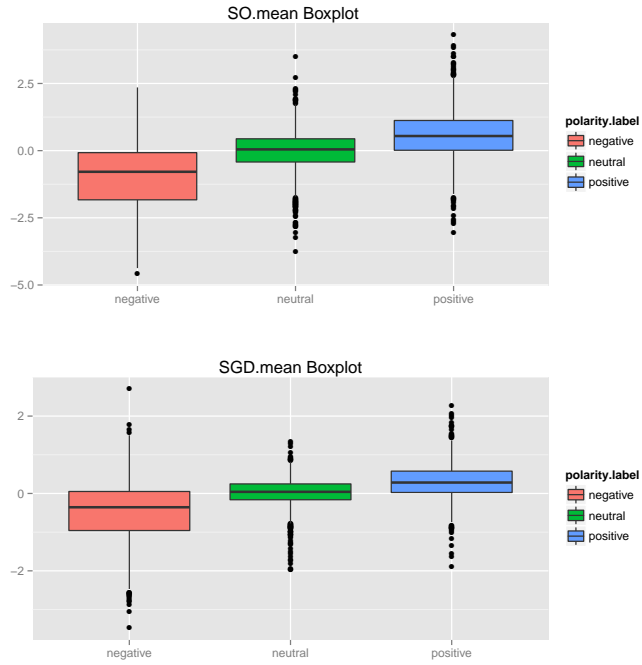 SO.mean Boxplot
2.5
0.0
−2.5
−5.0
negative
neutral
positive
polarity.label
negative
neutral
positive
SGD.mean Boxplot
2
0
−2
negative
neutral
positive
polarity.label
negative
neutral
positive